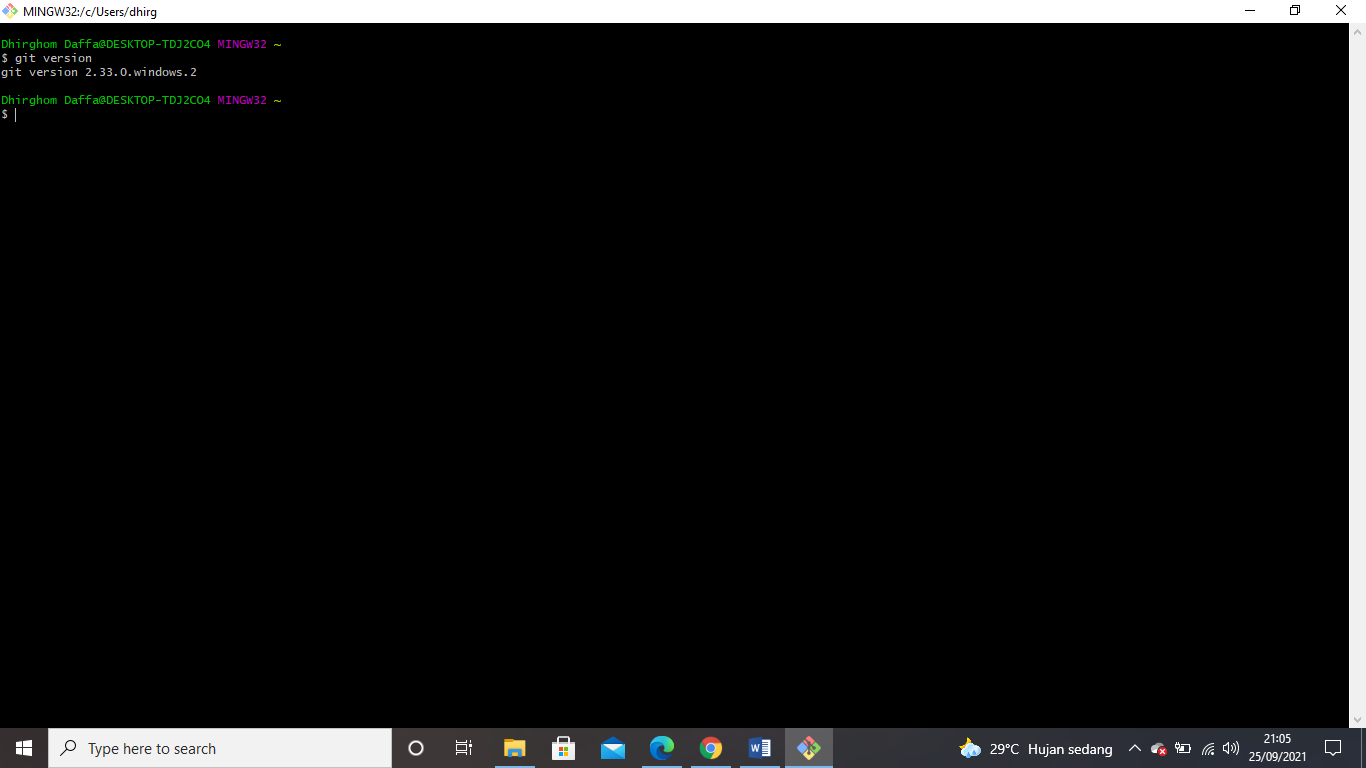 MINGW32:/c/Users/dhirg
Dhirghom Daffa@DESKTOP-TDJ2CO4 MINGW32 ~
$ git version
git version 2.33.0.windows.2
Dhirghom Daffa@DESKTOP-TDJ2CO4 MINGW32 ~
$
Type here to search
29°C Hujan sedang
21:05
25/09/2021